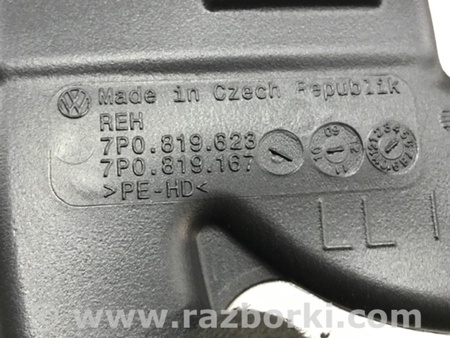 Made in Czech Republik
REH
7P0.819.623
7P0.819.167
>PE-HD<
LL
www.razborki.com